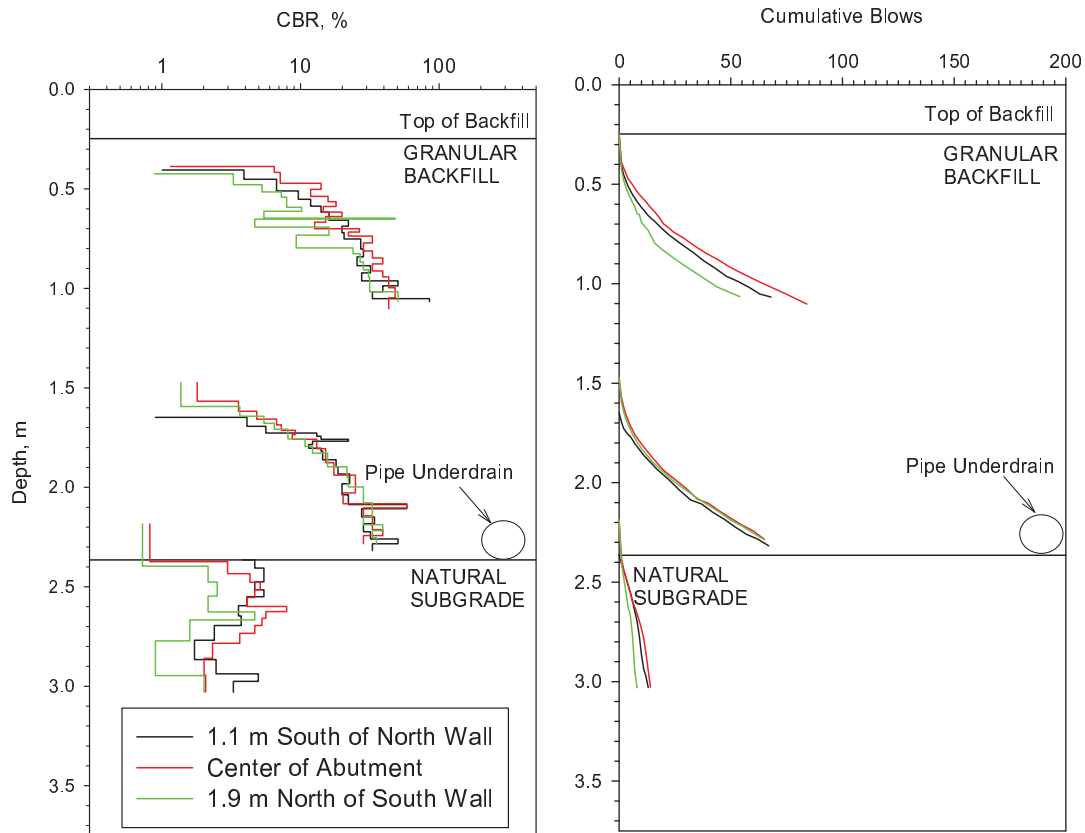 CBR, %
1 10 100
0.0
0.5
1.0
1.5
2.0
2.5
3.0
3.5
Depth, m
Top of Backfill
GRANULAR
BACKFILL
Pipe Underdrain
NATURAL
SUBGRADE
1.1 m South of North Wall
Center of Abutment
1.9 m North of South Wall
Cumulative Blows
0 50 100 150 200
0.0
0.5
1.0
1.5
2.0
2.5
3.0
3.5
Top of Backfill
GRANULAR
BACKFILL
Pipe Underdrain
NATURAL
SUBGRADE